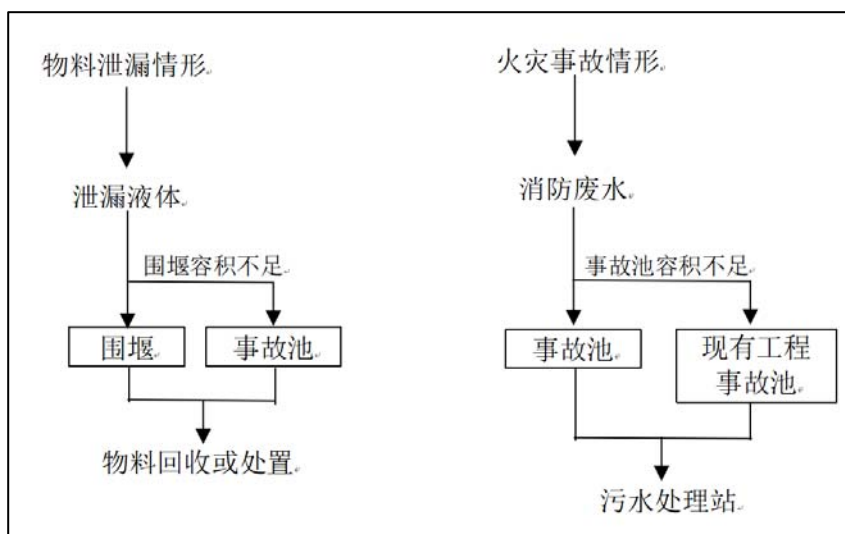 物料泄漏情形
泄漏液体
围堰容积不足
围堰
事故池
物料回收或处置
火灾事故情形
消防废水
事故池容积不足
事故池
现有工程
事故池
污水处理站